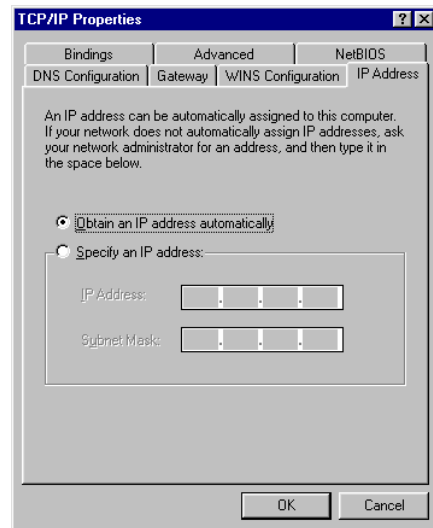 TCP/IP Properties
Bindings Advanced NetBIOS
DNS Configuration Gateway WINS Configuration IP Address
An IP address can be automatically assigned to this computer.
If your network does not automatically assign IP addresses, ask
your network administrator for an address, and then type it in
the space below.
Obtain an IP address automatically
Specify an IP address:
IP Address:
. . .
Subnet Mask:
. . .
OK Cancel